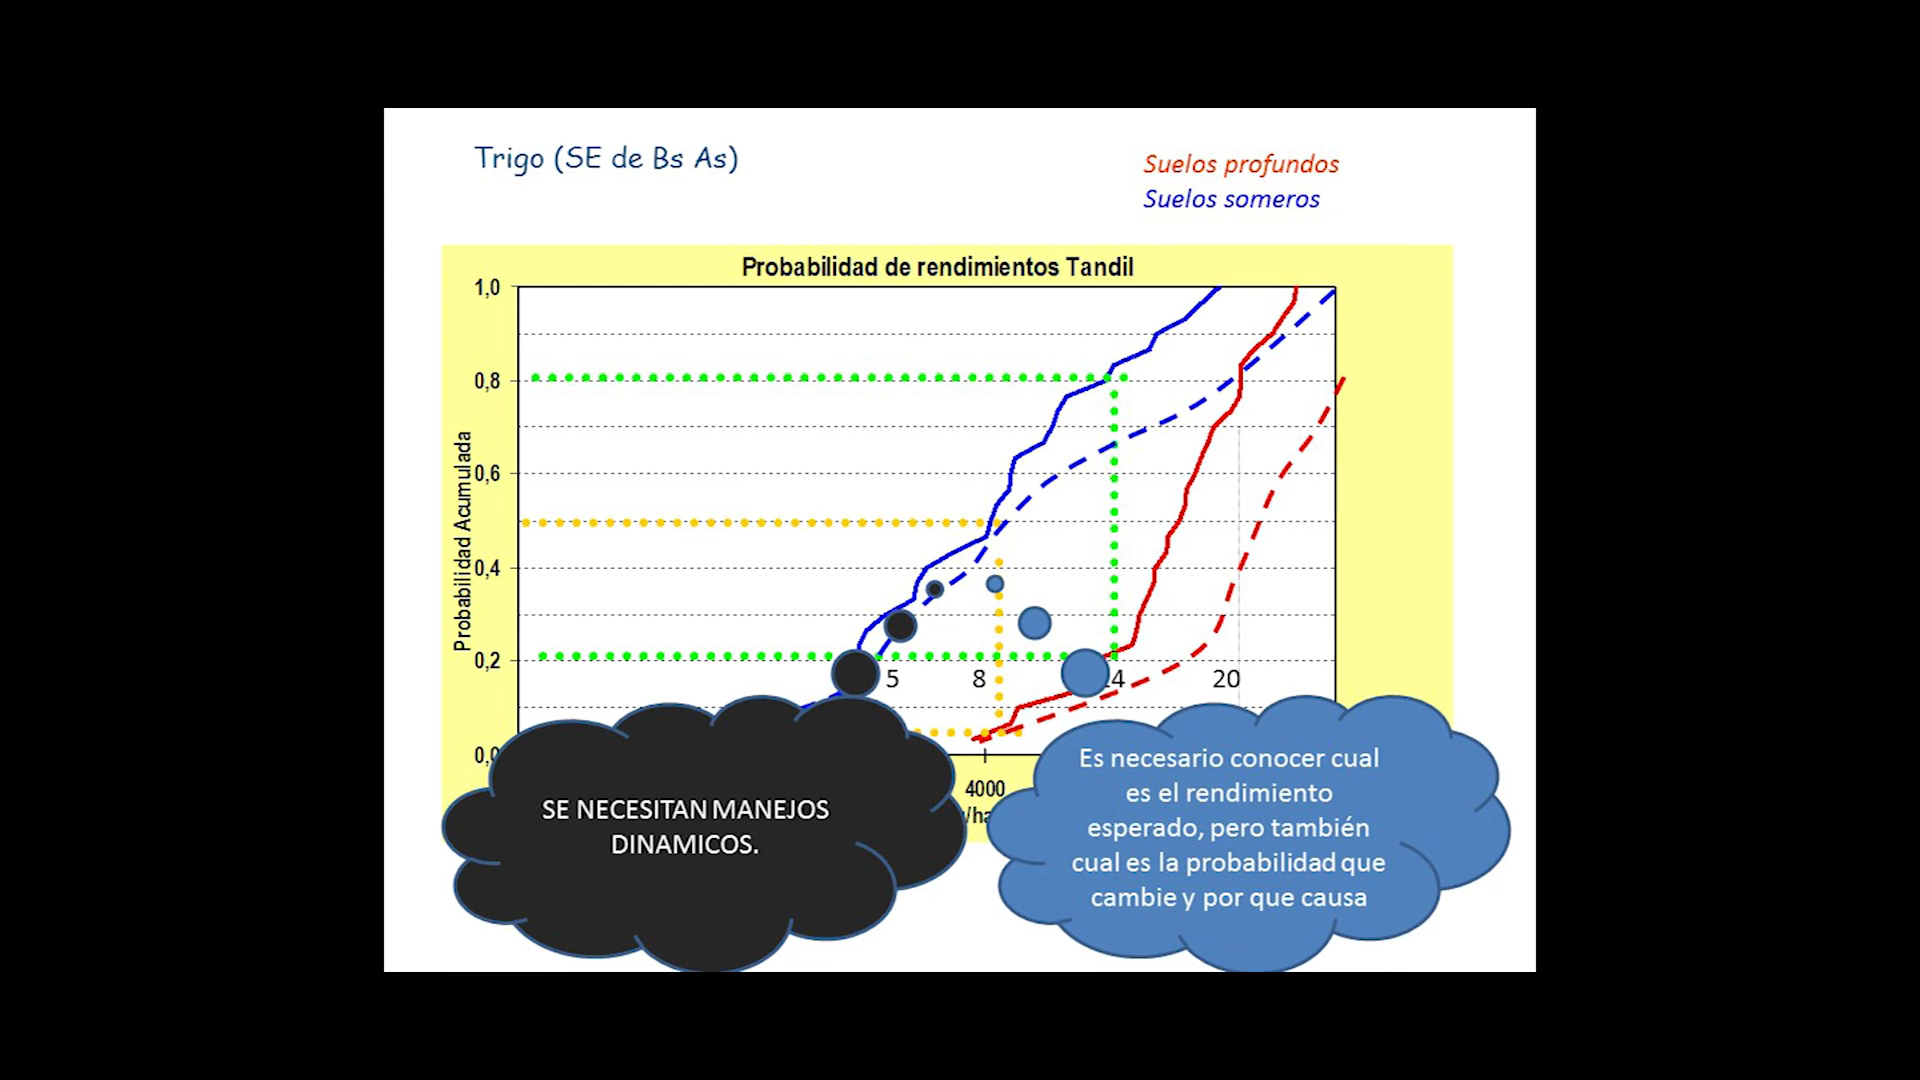 Trigo (SE de Bs As)
Suelos profundos
Suelos someros
Probabilidad de rendimientos Tandil
Probabilidad Acumulada
1,0
0,8
0,6
0,4
0,2
5
8
20
4000
SE NECESITAN MANEJOS
DINAMICOS.
Es necesario conocer cual
es el rendimiento
esperado, pero también
cual es la probabilidad que
cambie y por que causa